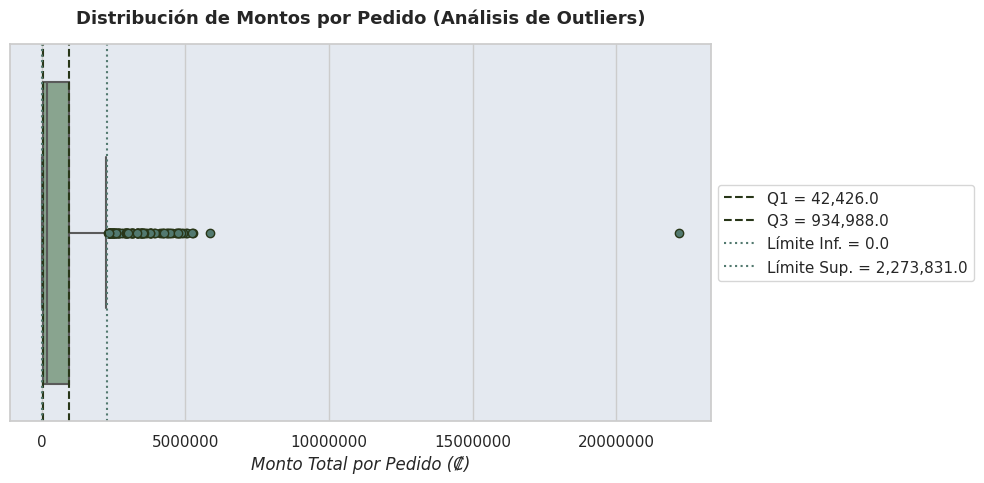 Distribución de Montos por Pedido (Análisis de Outliers)
Q1 = 42,426.0
Q3 = 934,988.0
Límite Inf. = 0.0
Límite Sup. = 2,273,831.0
0 5000000 10000000 15000000 20000000
Monto Total por Pedido (₡)